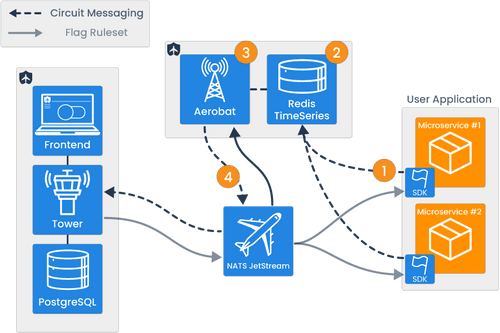 Circuit Messaging
Flag Ruleset
3
2
Aerobat
Redis
TimeSeries
User Application
Microservice #1
1
SDK
Frontend
4
Tower
Microservice #2
SDK
NATS JetStream
PostgreSQL